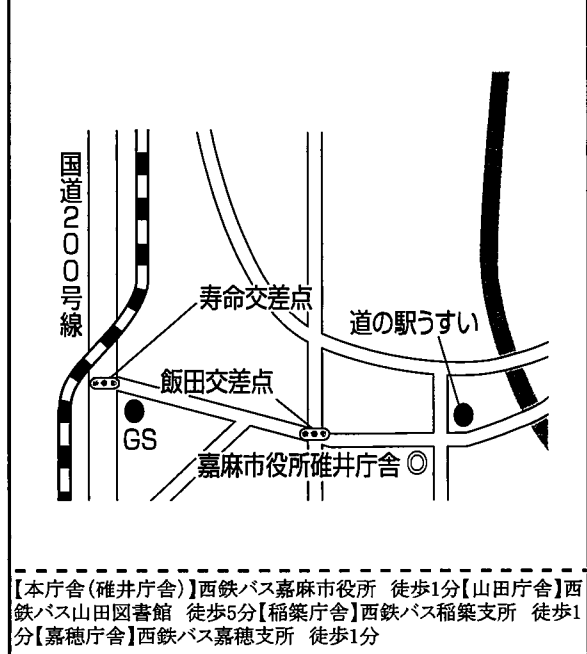 国道200号線
寿命交差点
道の駅うすい
飯田交差点
GS
嘉麻市役所碓井庁舎
【本庁舎(碓井庁舎)】西鉄バス嘉麻市役所 徒歩1分【山田庁舎】西
鉄バス山田図書館 徒歩5分【稲築庁舎】西鉄バス稲築支所 徒歩1
分【嘉穂庁舎】西鉄バス嘉穂支所 徒歩1分